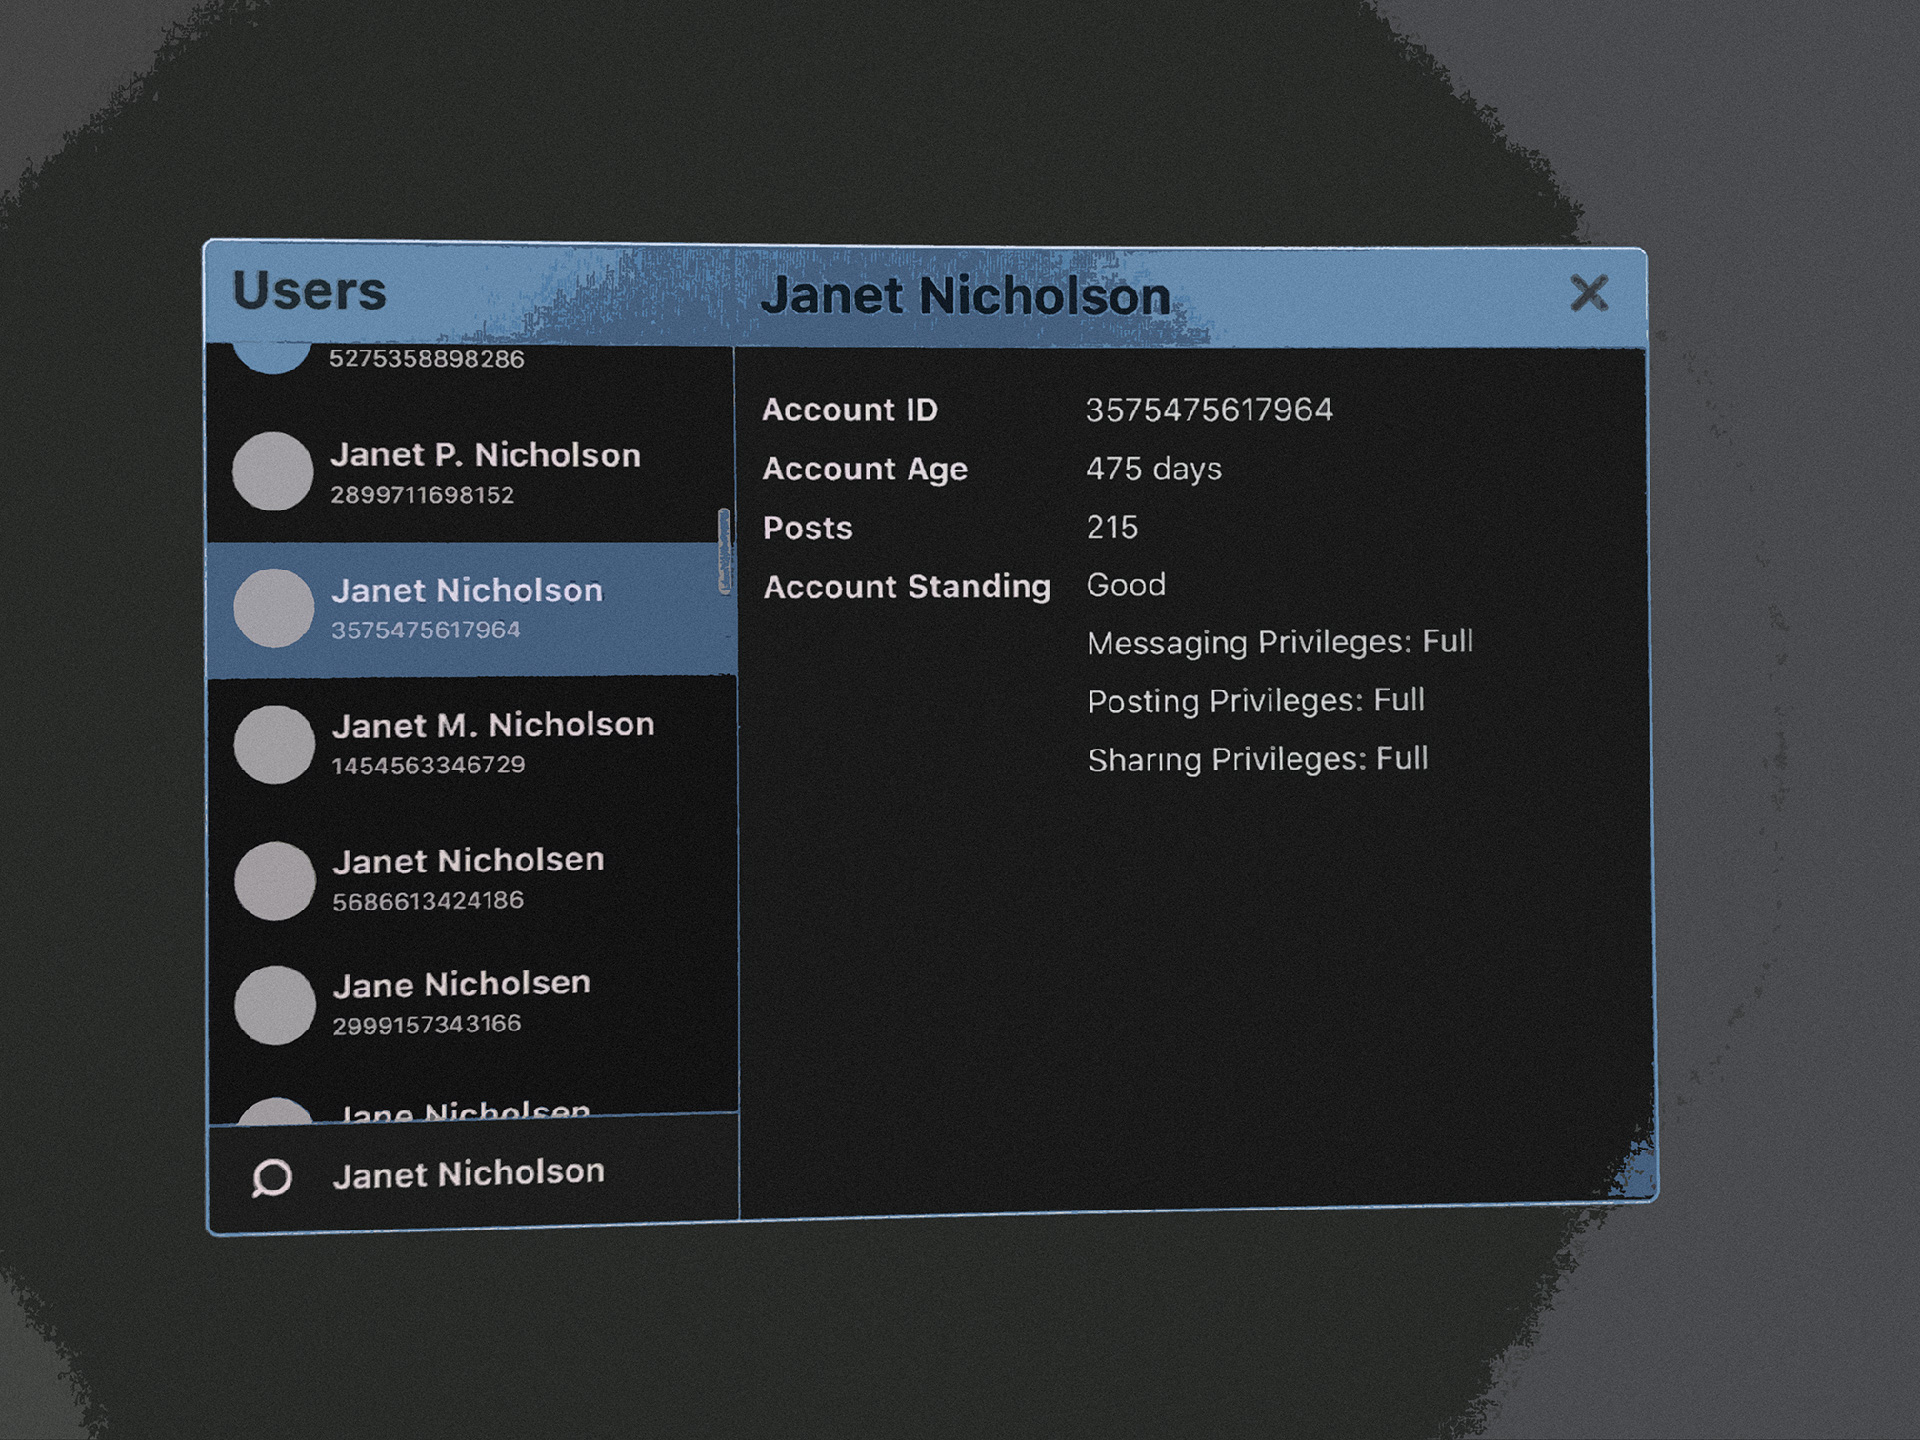 Users
Janet Nicholson
5275358898286
Janet P. Nicholson
2899711698152
Janet Nicholson
3575475617964
Janet M. Nicholson
1454563346729
Janet Nicholsen
5686613424186
Jane Nicholsen
2999157343166
Jane Nicholsen
Janet Nicholson
Account ID 3575475617964
Account Age 475 days
Posts 215
Account Standing Good
Messaging Privileges: Full
Posting Privileges: Full
Sharing Privileges: Full